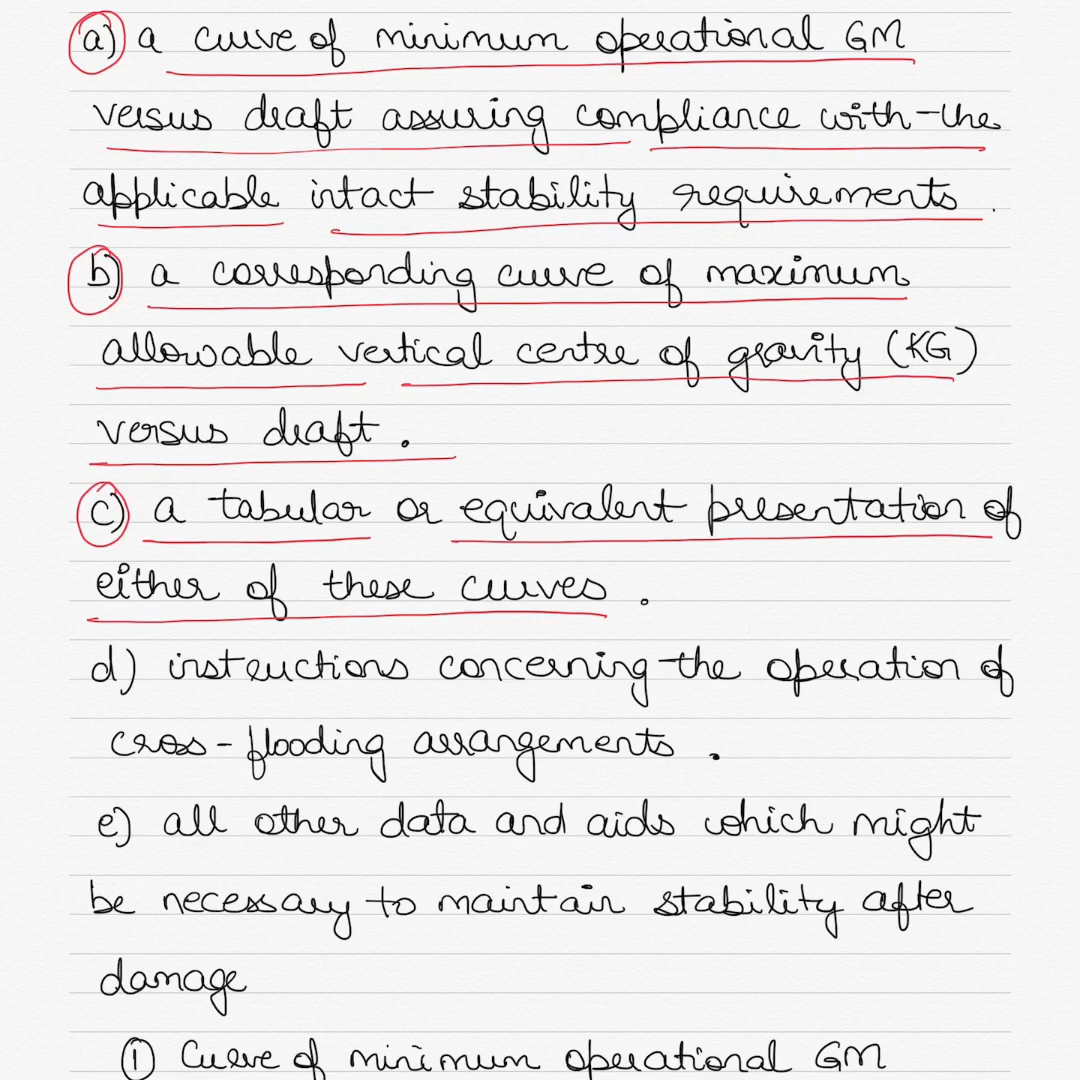 a) a curve of minimum operational GM
versus draft assuring compliance with the
applicable intact stability requirements.
b) a corresponding curve of maximum
allowable vertical centre of gravity (KG)
versus draft.
c) a tabular or equivalent presentation of
either of these curves.
d) instructions concerning the operation of
cross-flooding arrangements.
e) all other data and aids which might
be necessary to maintain stability after
damage
① Curve of minimum operational GM